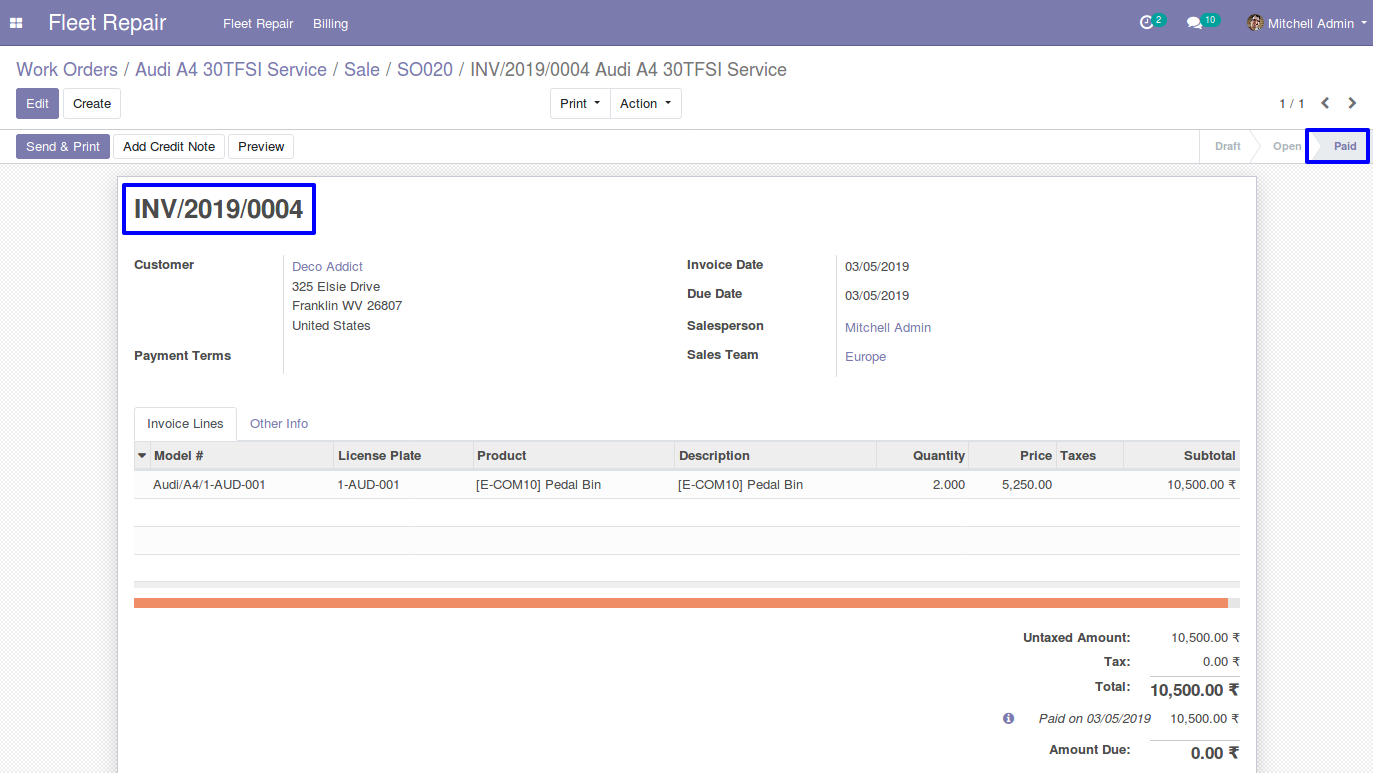 Fleet Repair Fleet Repair Billing 2 10 Mitchell Admin
Work Orders / Audi A4 30TFSI Service / Sale / SO020 / INV/2019/0004 Audi A4 30TFSI Service
Edit Create Print Action 1 / 1
Send & Print Add Credit Note Preview Draft Open Paid
INV/2019/0004
Customer Deco Addict
325 Elsie Drive
Franklin WV 26807
United States
Payment Terms
Invoice Date 03/05/2019
Due Date 03/05/2019
Salesperson Mitchell Admin
Sales Team Europe
Invoice Lines Other Info
Model # License Plate Product Description Quantity Price Taxes Subtotal
Audi/A4/1-AUD-001 1-AUD-001 [E-COM10] Pedal Bin [E-COM10] Pedal Bin 2.000 5,250.00 10,500.00 ₹
Untaxed Amount: 10,500.00 ₹
Tax: 0.00 ₹
Total: 10,500.00 ₹
Paid on 03/05/2019 10,500.00 ₹
Amount Due: 0.00 ₹